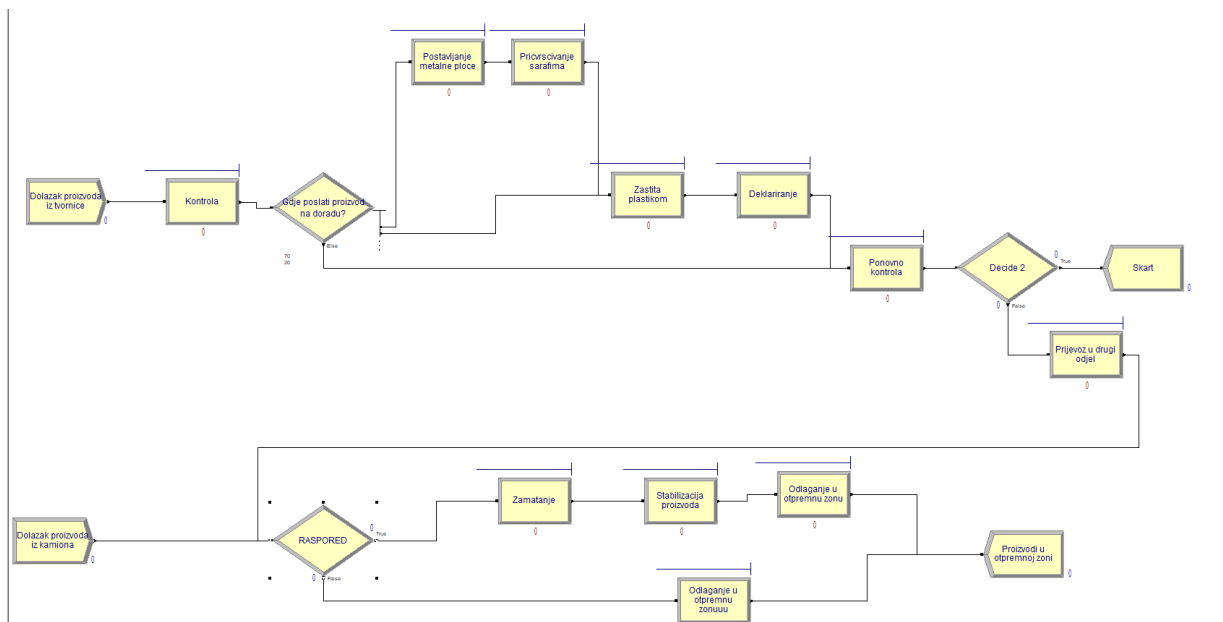 Postavljanje
metalne ploce
0
Pricvrscivanje
sarafima
0
Dolazak proizvoda
iz tvornice
0
Kontrola
0
Gdje poslati proizvod
na doradu?
Else
70
20
Zastita
plastikom
0
Deklariranje
0
Ponovno
kontrola
0
Decide 2
0
True
0
False
Skart
0
Prijevoz u drugi
odjel
0
Dolazak proizvoda
iz kamiona
0
RASPORED
0
True
0
False
Zamatanje
0
Stabilizacija
proizvoda
0
Odlaganje u
otpremnu zonu
0
Odlaganje u
otpremnu
zonuuu
Proizvodi u
otpremnoj zoni
0